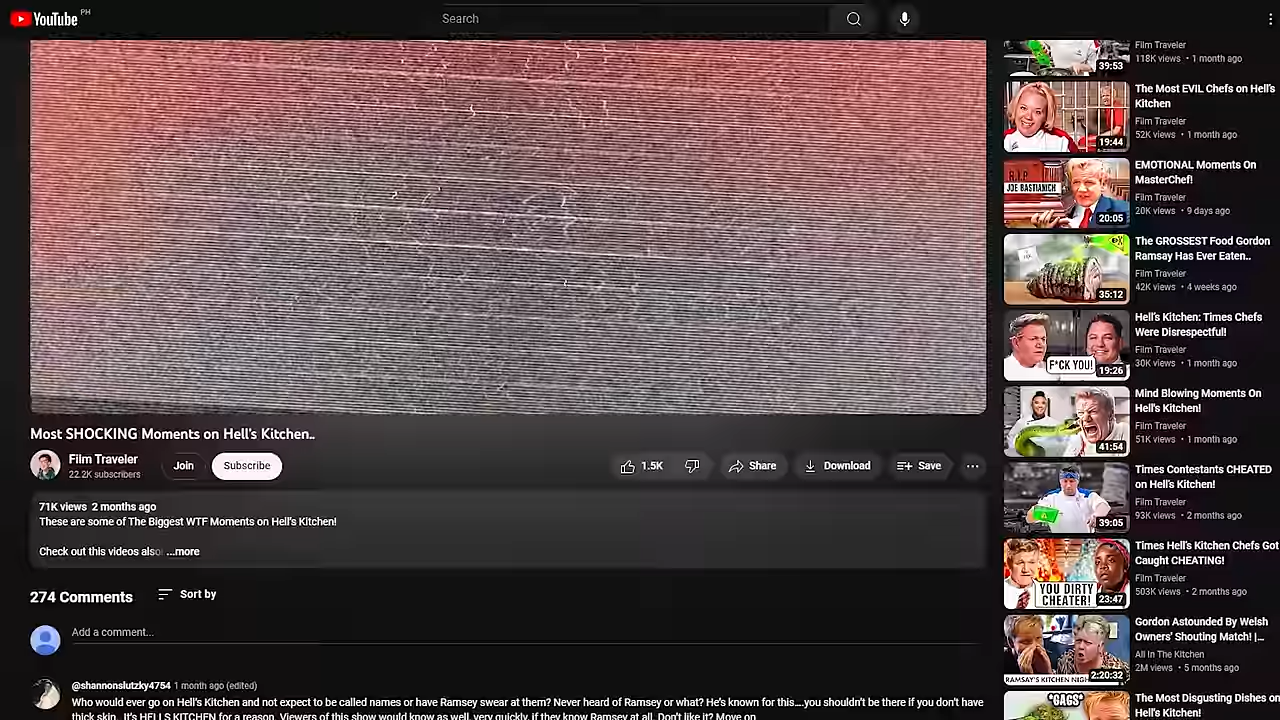 YouTube PH
Search
Most SHOCKING Moments on Hell's Kitchen..
Film Traveler
22.2K subscribers
Join
Subscribe
1.5K
Share
Download
Save
71K views 2 months ago
These are some of The Biggest WTF Moments on Hell's Kitchen!
Check out this videos also
...more
274 Comments
Sort by
Add a comment...
@shannonslutzky4754 1 month ago (edited)
Who would ever go on Hell's Kitchen and not expect to be called names or have Ramsey swear at them? Never heard of Ramsey or what? He's known for this....you shouldn't be there if you don't have
thick skin. It's HELLS KITCHEN for a reason. Viewers of this show would know as well, very quickly, if they know Ramsey at all. Don't like it? Move on
Film Traveler
118K views • 1 month ago
39:53
The Most EVIL Chefs on Hell's
Kitchen
Film Traveler
52K views • 1 month ago
19:44
EMOTIONAL Moments On
MasterChef!
Film Traveler
20K views • 9 days ago
R.I.P
JOE BASTIANICH
20:05
The GROSSEST Food Gordon
Ramsay Has Ever Eaten..
Film Traveler
42K views • 4 weeks ago
35:12
Hell's Kitchen: Times Chefs
Were Disrespectful!
Film Traveler
30K views • 1 month ago
F*CK YOU!
19:26
Mind Blowing Moments On
Hell's Kitchen!
Film Traveler
51K views • 1 month ago
41:54
Times Contestants CHEATED
on Hell's Kitchen!
Film Traveler
93K views • 2 months ago
39:05
Times Hell's Kitchen Chefs Got
Caught CHEATING!
Film Traveler
503K views • 2 months ago
YOU DIRTY
CHEATER!
23:47
Gordon Astounded By Welsh
Owners' Shouting Match! |...
All In The Kitchen
2M views • 5 months ago
RAMSAY'S KITCHEN NIGH
2:20:32
The Most Disgusting Dishes on
Hell's Kitchen!
*GAGS*